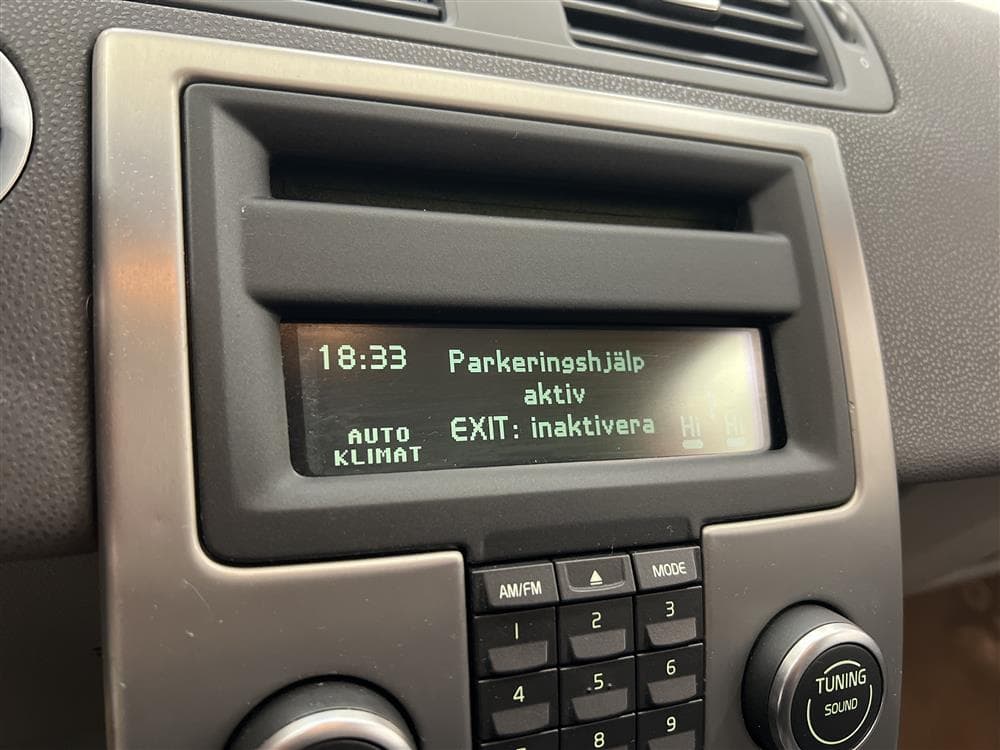 18:33
Parkeringshjälp
aktiv
EXIT: inaktivera
AUTO
KLIMAT
HI HI
AM/FM
MODE
1 2 3
4 5 6
8 9
TUNING
SOUND